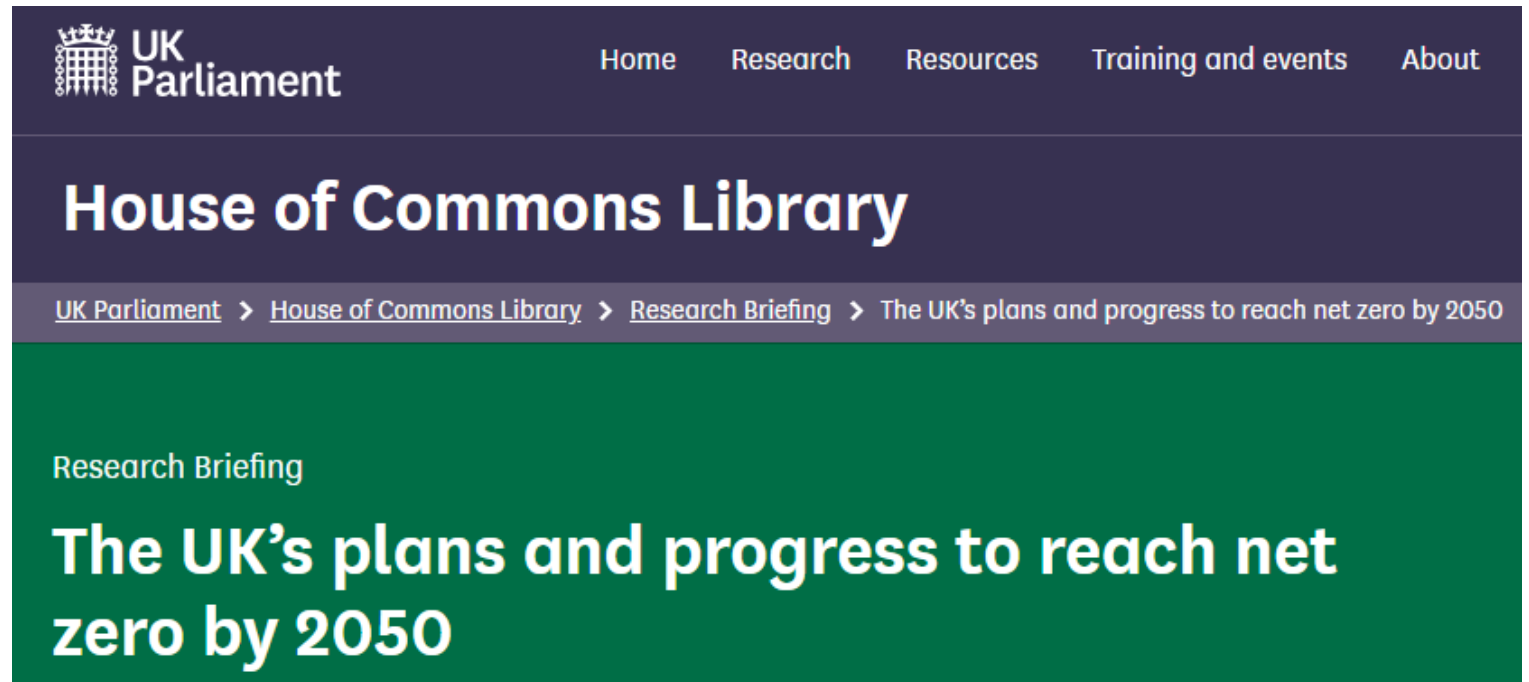 UK
Parliament
Home Research Resources Training and events About
House of Commons Library
UK Parliament > House of Commons Library > Research Briefing > The UK’s plans and progress to reach net zero by 2050
Research Briefing
The UK’s plans and progress to reach net
zero by 2050